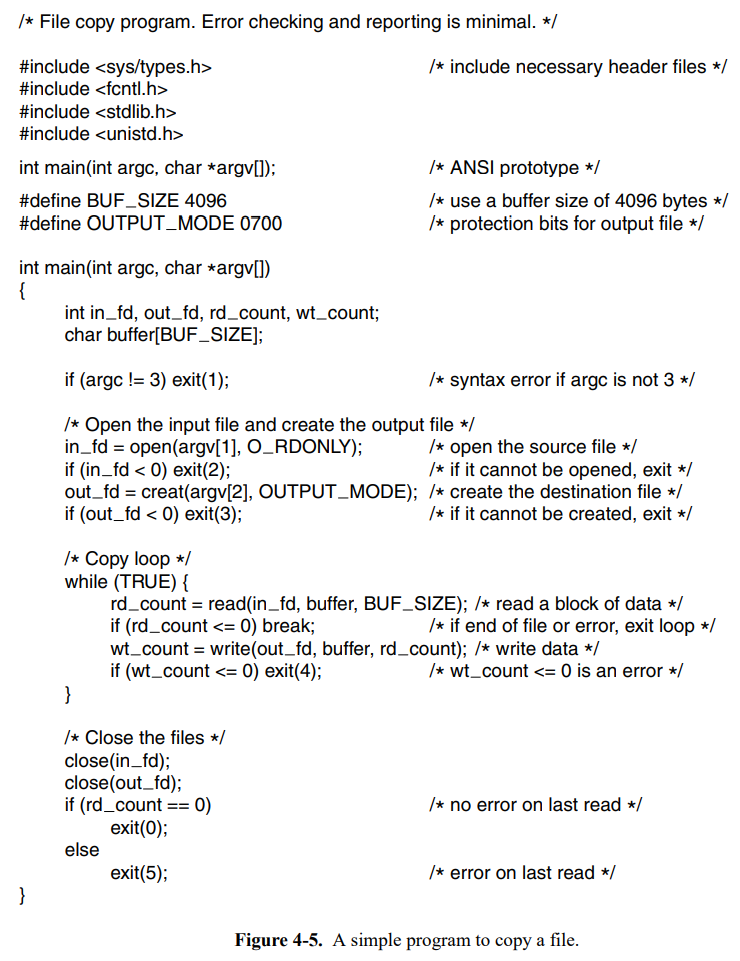 /* File copy program. Error checking and reporting is minimal. */
#include <sys/types.h> /* include necessary header files */
#include <fcntl.h>
#include <stdlib.h>
#include <unistd.h>
int main(int argc, char *argv[]); /* ANSI prototype */
#define BUF_SIZE 4096 /* use a buffer size of 4096 bytes */
#define OUTPUT_MODE 0700 /* protection bits for output file */
int main(int argc, char *argv[])
{
int in_fd, out_fd, rd_count, wt_count;
char buffer[BUF_SIZE];
if (argc != 3) exit(1); /* syntax error if argc is not 3 */
/* Open the input file and create the output file */
in_fd = open(argv[1], O_RDONLY); /* open the source file */
if (in_fd < 0) exit(2); /* if it cannot be opened, exit */
out_fd = creat(argv[2], OUTPUT_MODE); /* create the destination file */
if (out_fd < 0) exit(3); /* if it cannot be created, exit */
/* Copy loop */
while (TRUE) {
rd_count = read(in_fd, buffer, BUF_SIZE); /* read a block of data */
if (rd_count <= 0) break; /* if end of file or error, exit loop */
wt_count = write(out_fd, buffer, rd_count); /* write data */
if (wt_count <= 0) exit(4); /* wt_count <= 0 is an error */
}
/* Close the files */
close(in_fd);
close(out_fd);
if (rd_count == 0) /* no error on last read */
exit(0);
else
exit(5); /* error on last read */
}
Figure 4-5. A simple program to copy a file.